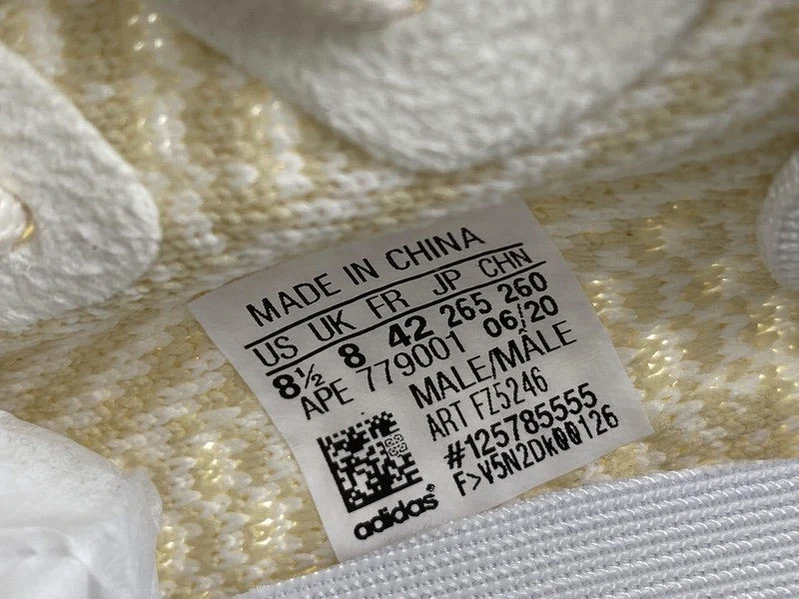 MADE IN CHINA
US UK FR JP CHN
8½ 8 42 265 260
APE 779001 06/20
MALE/MÂLE
ART FZ5246
#125785555
F>V5N2DK00126
adidas